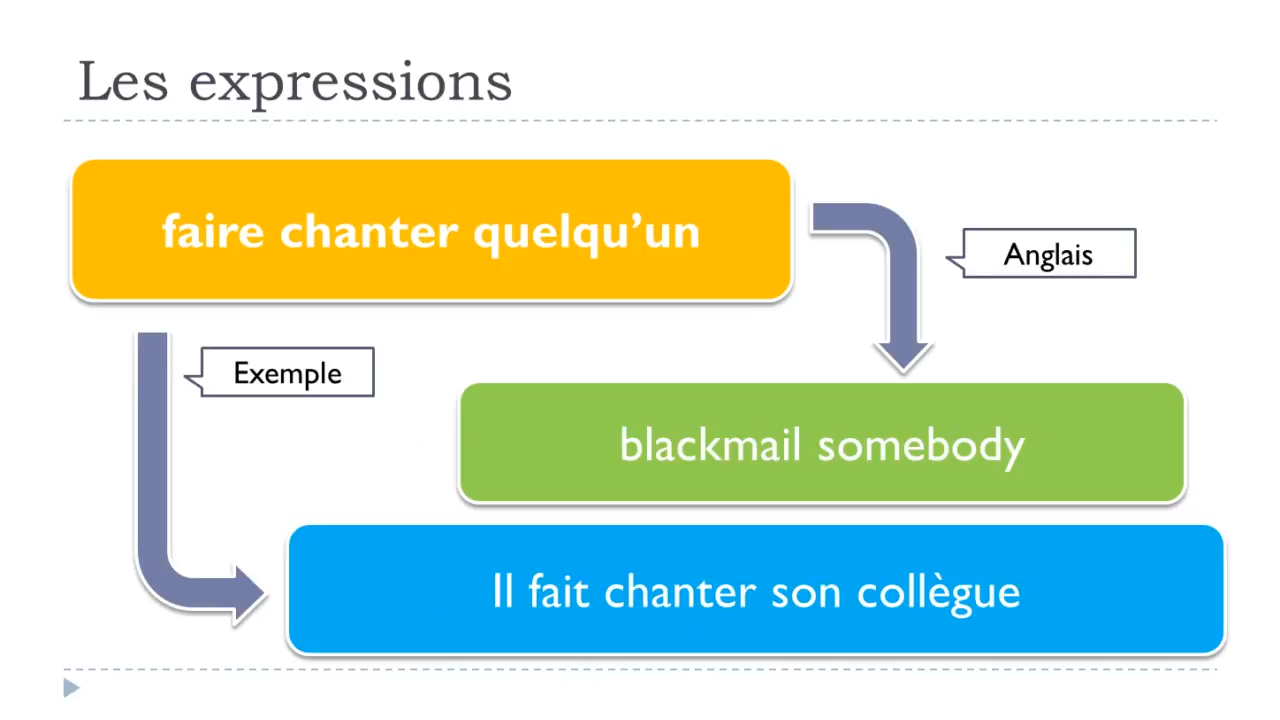 Les expressions
faire chanter quelqu’un
Anglais
Exemple
blackmail somebody
Il fait chanter son collègue